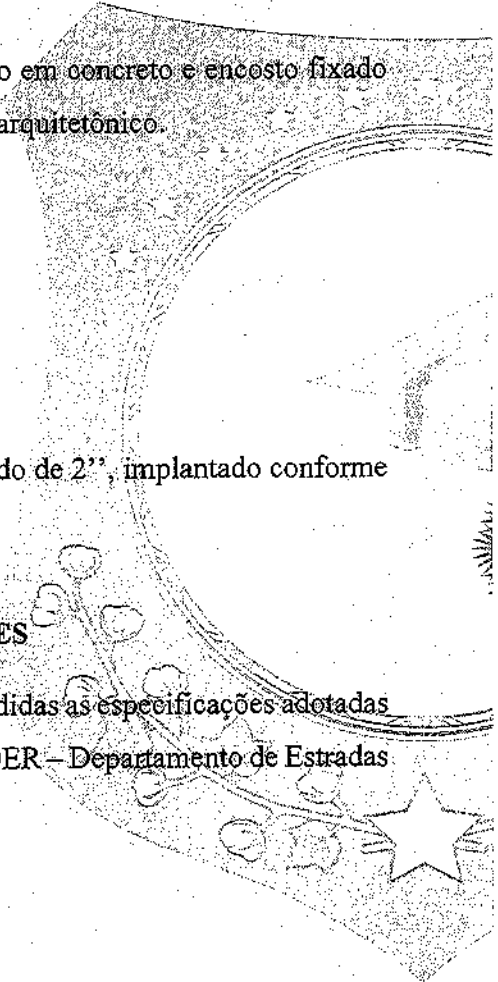 o em concreto e encosto fixado
arquitetônico.
do de 2’’, implantado conforme
ES
didas as especificações adotadas
DER – Departamento de Estradas